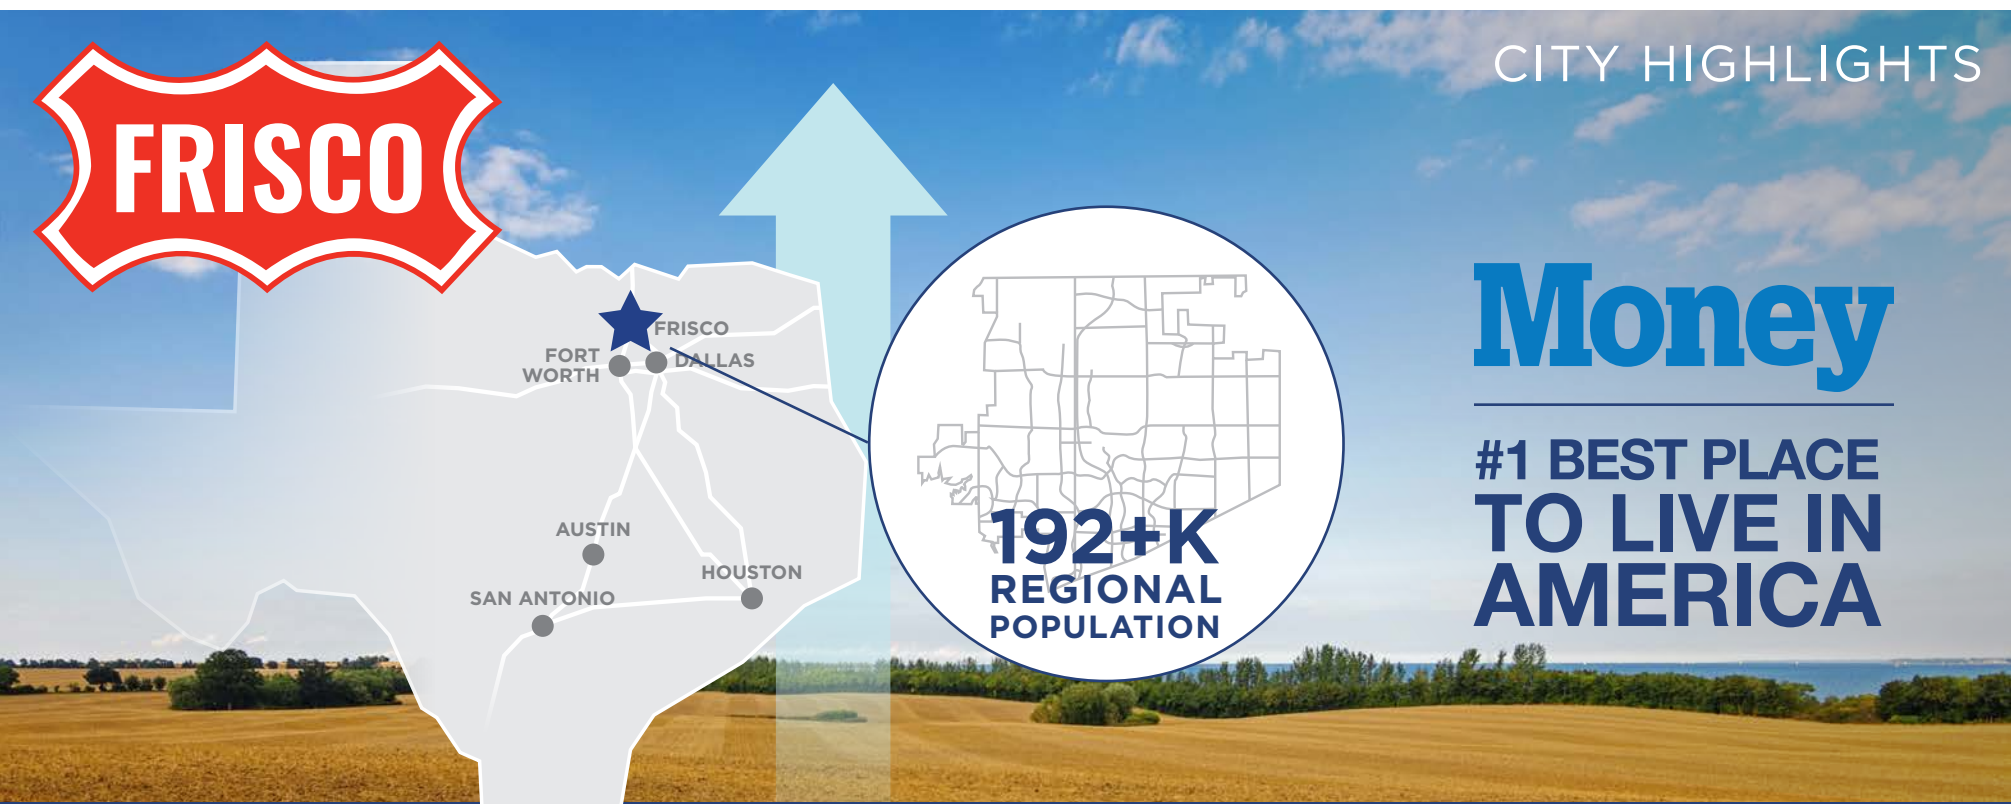 CITY HIGHLIGHTS
FRISCO
FRISCO
FORT
WORTH
DALLAS
AUSTIN
SAN ANTONIO
HOUSTON
192+K
REGIONAL
POPULATION
Money
#1 BEST PLACE
TO LIVE IN
AMERICA